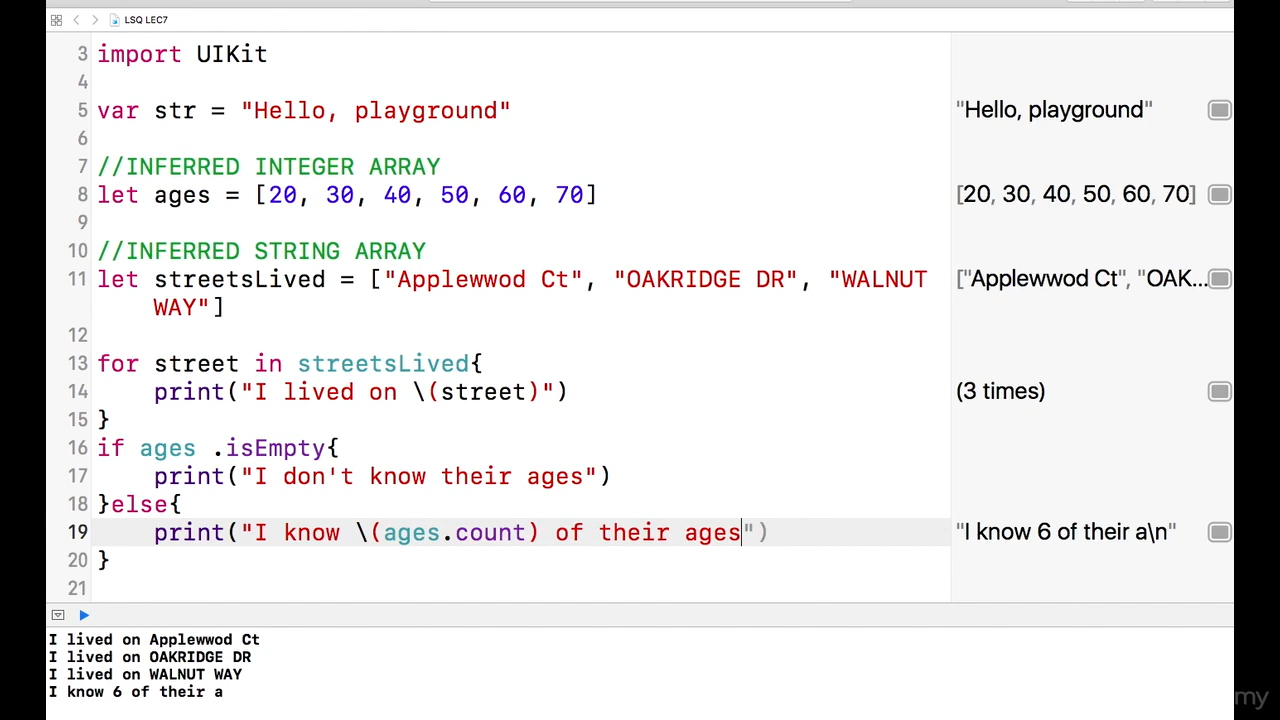 LSQ LEC7
3 import UIKit
4
5 var str = "Hello, playground"
"Hello, playground"
6
7 //INFERRED INTEGER ARRAY
8 let ages = [20, 30, 40, 50, 60, 70]
[20, 30, 40, 50, 60, 70]
9
10 //INFERRED STRING ARRAY
11 let streetsLived = ["Applewwod Ct", "OAKRIDGE DR", "WALNUT
["Applewwod Ct", "OAK...
WAY"]
12
13 for street in streetsLived{
14 print("I lived on \(street)")
(3 times)
15 }
16 if ages .isEmpty{
17 print("I don't know their ages")
18 }else{
19 print("I know \(ages.count) of their ages")
"I know 6 of their a\n"
20 }
21
I lived on Applewwod Ct
I lived on OAKRIDGE DR
I lived on WALNUT WAY
I know 6 of their a
my